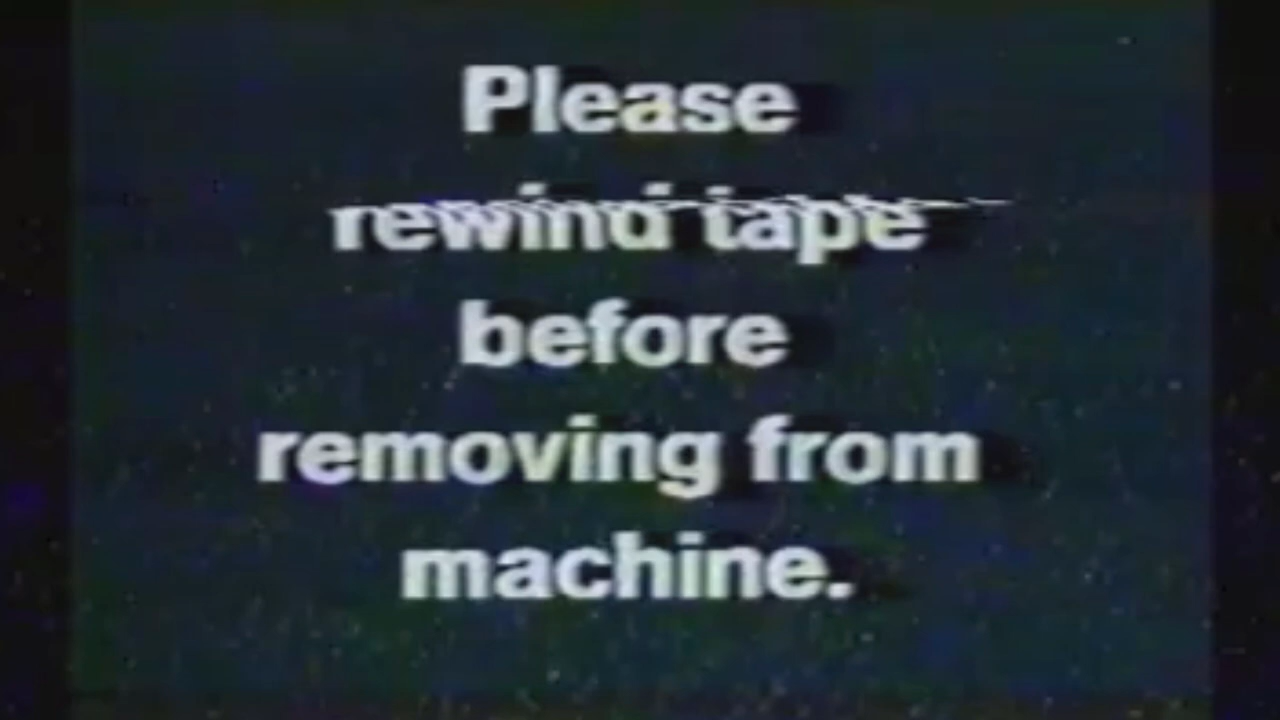 Please
rewind tape
before
removing from
machine.